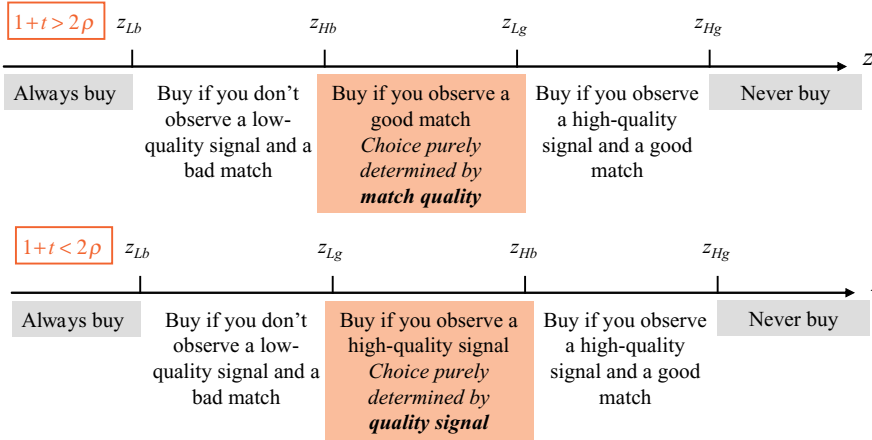 1+t > 2ρ
z_Lb z_Hb z_Lg z_Hg
z
Always buy
Buy if you don't
observe a low-
quality signal and a
bad match
Buy if you observe a
good match
Choice purely
determined by
match quality
Buy if you observe
a high-quality
signal and a good
match
Never buy
1+t < 2ρ
z_Lb z_Lg z_Hb z_Hg
Always buy
Buy if you don't
observe a low-
quality signal and a
bad match
Buy if you observe a
high-quality signal
Choice purely
determined by
quality signal
Buy if you observe
a high-quality
signal and a good
match
Never buy